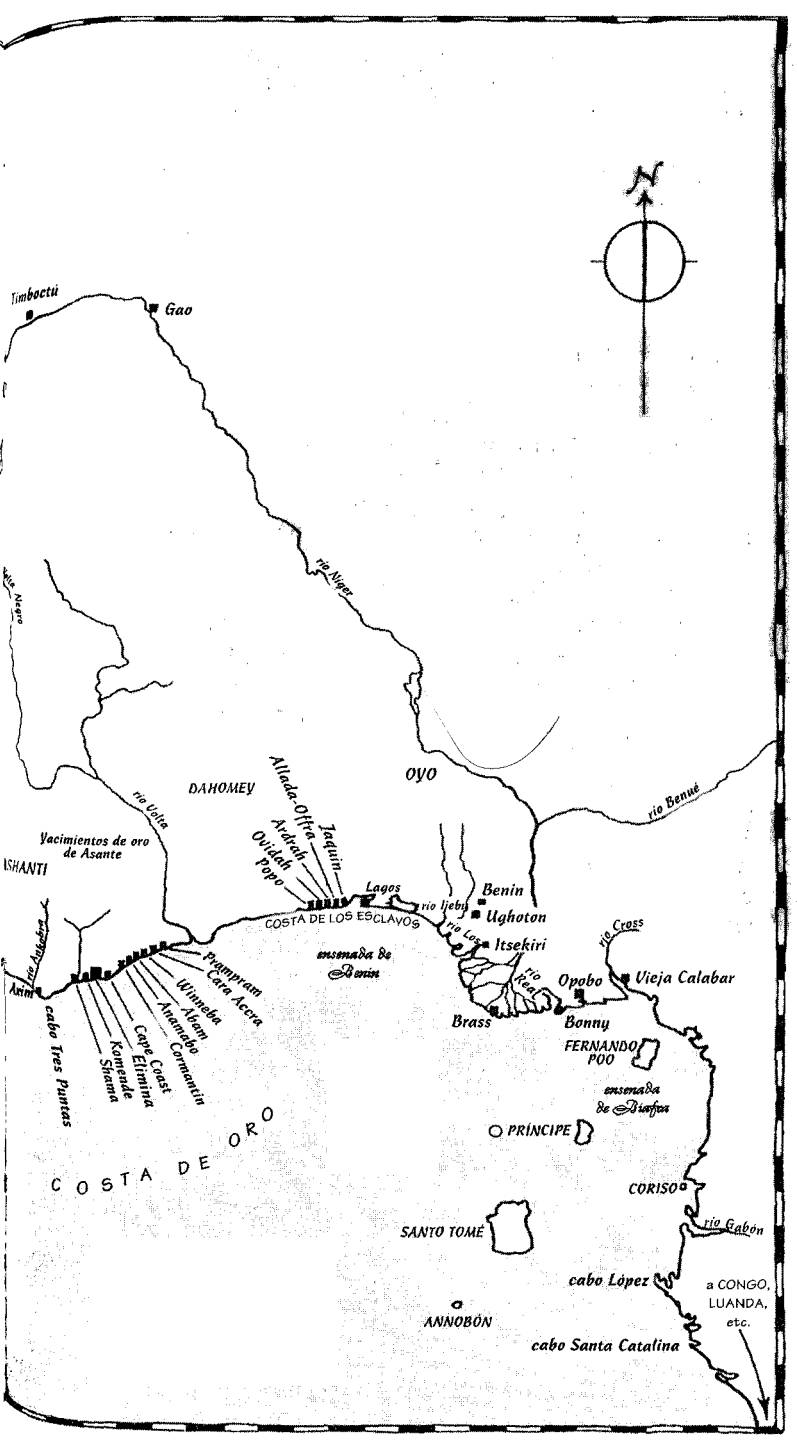 N
Timboctú
Gao
río Níger
Negro
DAHOMEY
OYO
río Benué
río Volta
Yacimientos de oro
de Asante
ASHANTI
Allada-Offra
Jaquin
Ardrah
Ovidah
Popo
Lagos
río Ijebu
Benin
Ughoton
COSTA DE LOS ESCLAVOS
río Los
Itsekiri
río Cross
ensenada de
Benin
río Ankobra
Axim
Prampram
Cara Accra
Winneba
Abam
Anamabo
Cormantin
Cape Coast
Elimina
Komende
Shama
cabo Tres Puntas
río
Real
Opobo
Vieja Calabar
Brass
Bonny
FERNANDO
POO
ensenada
de Biafra
COSTA DE ORO
PRÍNCIPE
CORISO
SANTO TOMÉ
río Gabón
cabo López
a CONGO,
LUANDA,
etc.
ANNOBÓN
cabo Santa Catalina